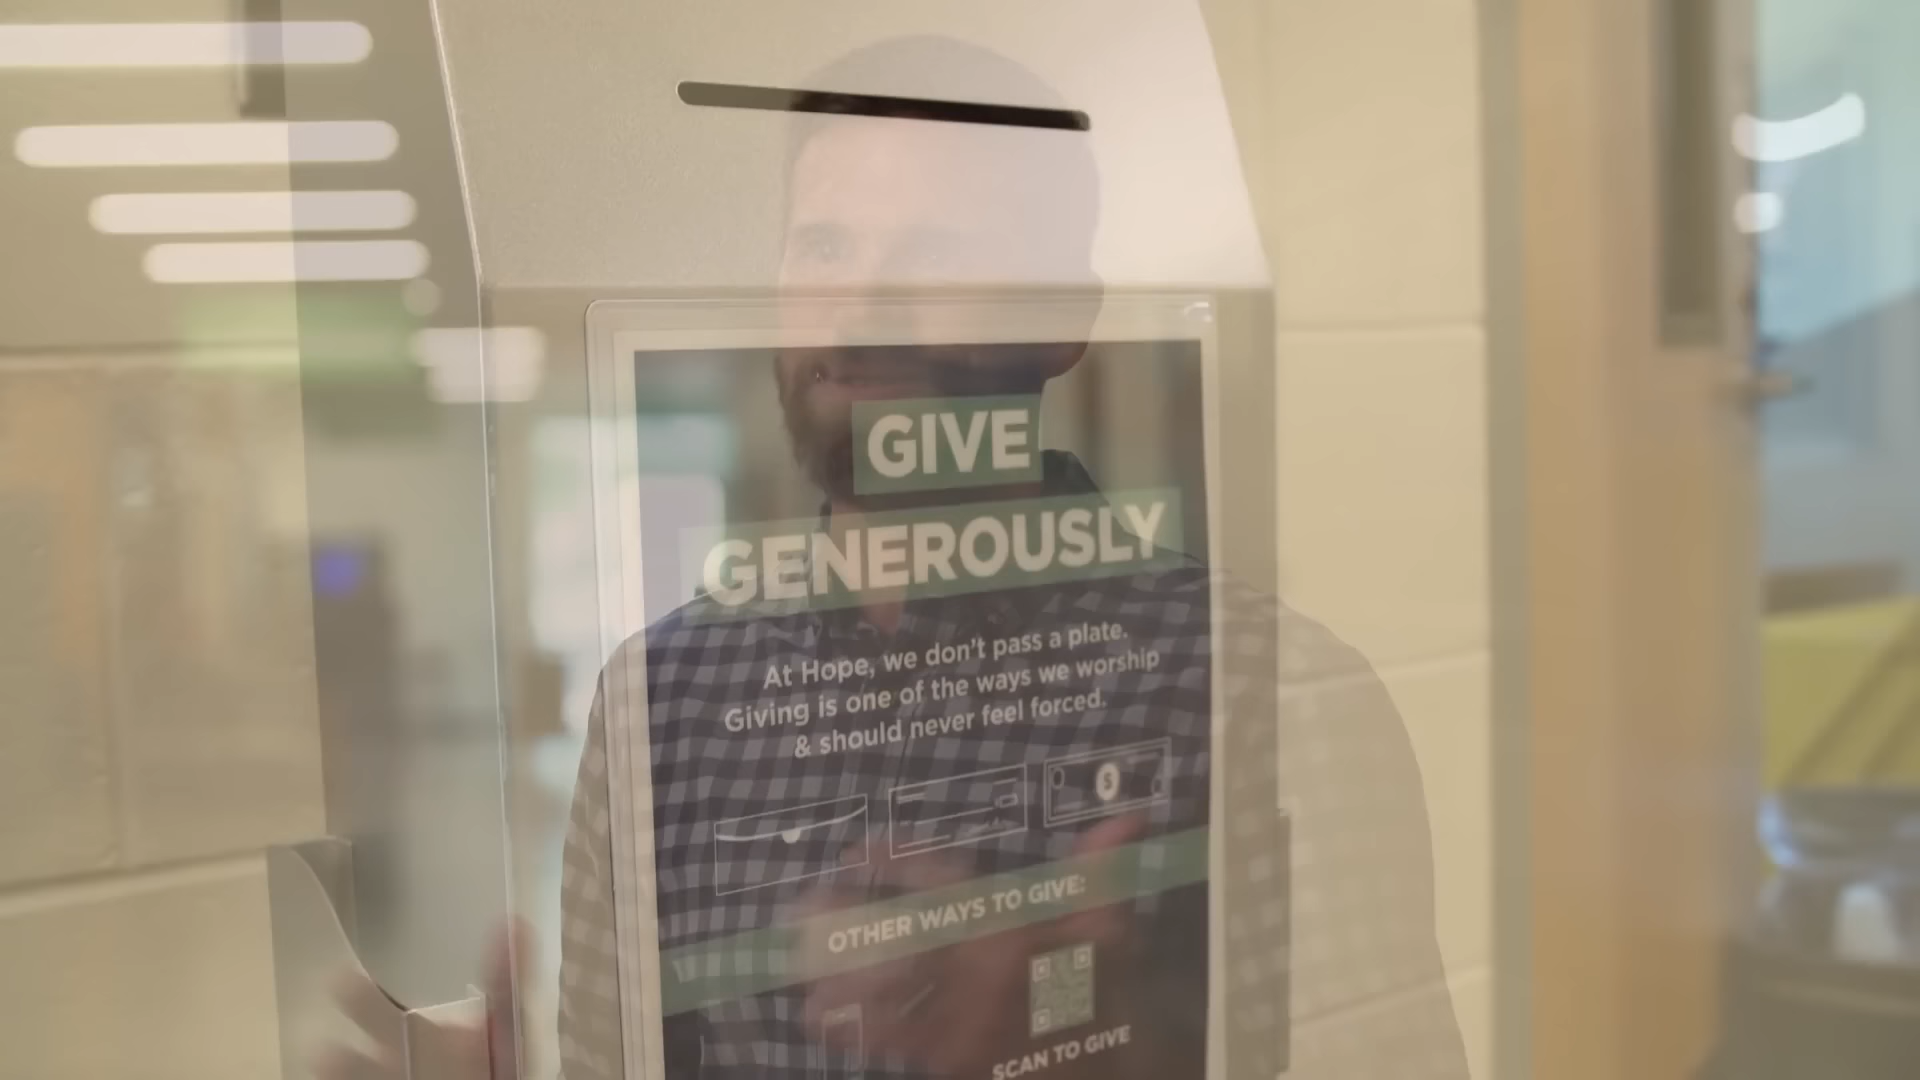 GIVE
GENEROUSLY
At Hope, we don't pass a plate.
Giving is one of the ways we worship
& should never feel forced.
$
OTHER WAYS TO GIVE:
SCAN TO GIVE